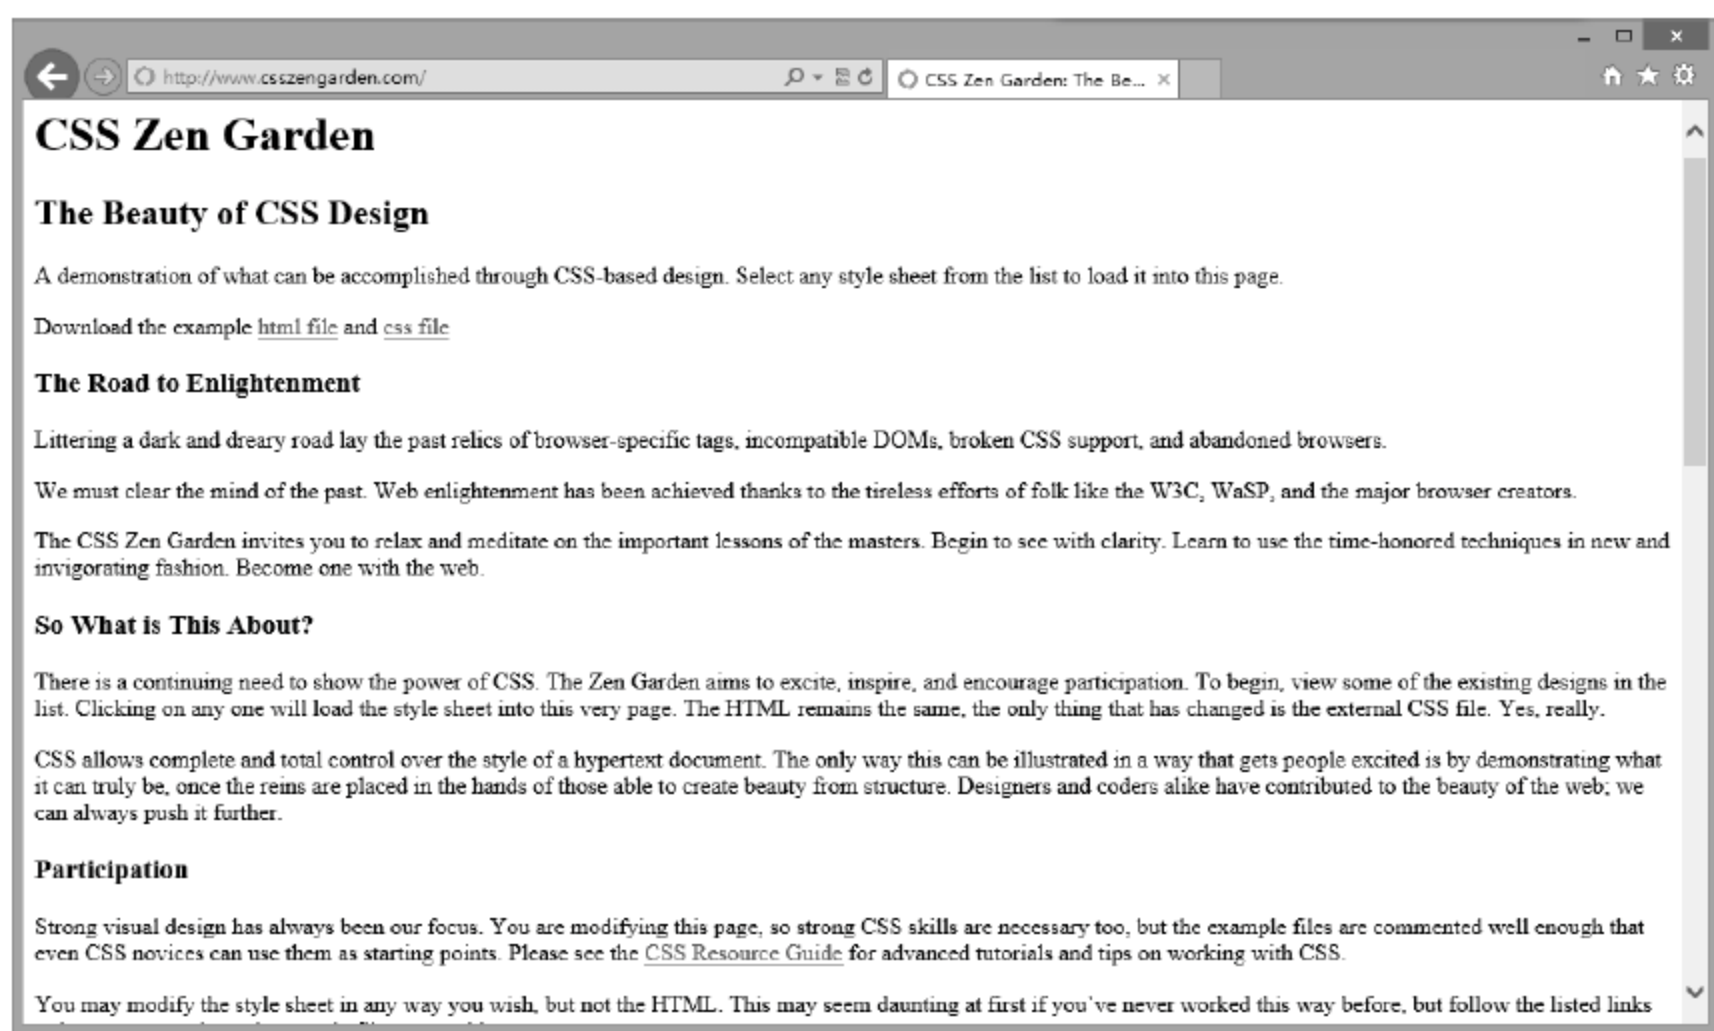 http://www.csszengarden.com/
CSS Zen Garden: The Be...
CSS Zen Garden
The Beauty of CSS Design
A demonstration of what can be accomplished through CSS-based design. Select any style sheet from the list to load it into this page.
Download the example html file and css file
The Road to Enlightenment
Littering a dark and dreary road lay the past relics of browser-specific tags, incompatible DOMs, broken CSS support, and abandoned browsers.
We must clear the mind of the past. Web enlightenment has been achieved thanks to the tireless efforts of folk like the W3C, WaSP, and the major browser creators.
The CSS Zen Garden invites you to relax and meditate on the important lessons of the masters. Begin to see with clarity. Learn to use the time-honored techniques in new and
invigorating fashion. Become one with the web.
So What is This About?
There is a continuing need to show the power of CSS. The Zen Garden aims to excite, inspire, and encourage participation. To begin, view some of the existing designs in the
list. Clicking on any one will load the style sheet into this very page. The HTML remains the same, the only thing that has changed is the external CSS file. Yes, really.
CSS allows complete and total control over the style of a hypertext document. The only way this can be illustrated in a way that gets people excited is by demonstrating what
it can truly be, once the reins are placed in the hands of those able to create beauty from structure. Designers and coders alike have contributed to the beauty of the web; we
can always push it further.
Participation
Strong visual design has always been our focus. You are modifying this page, so strong CSS skills are necessary too, but the example files are commented well enough that
even CSS novices can use them as starting points. Please see the CSS Resource Guide for advanced tutorials and tips on working with CSS.
You may modify the style sheet in any way you wish, but not the HTML. This may seem daunting at first if you've never worked this way before, but follow the listed links